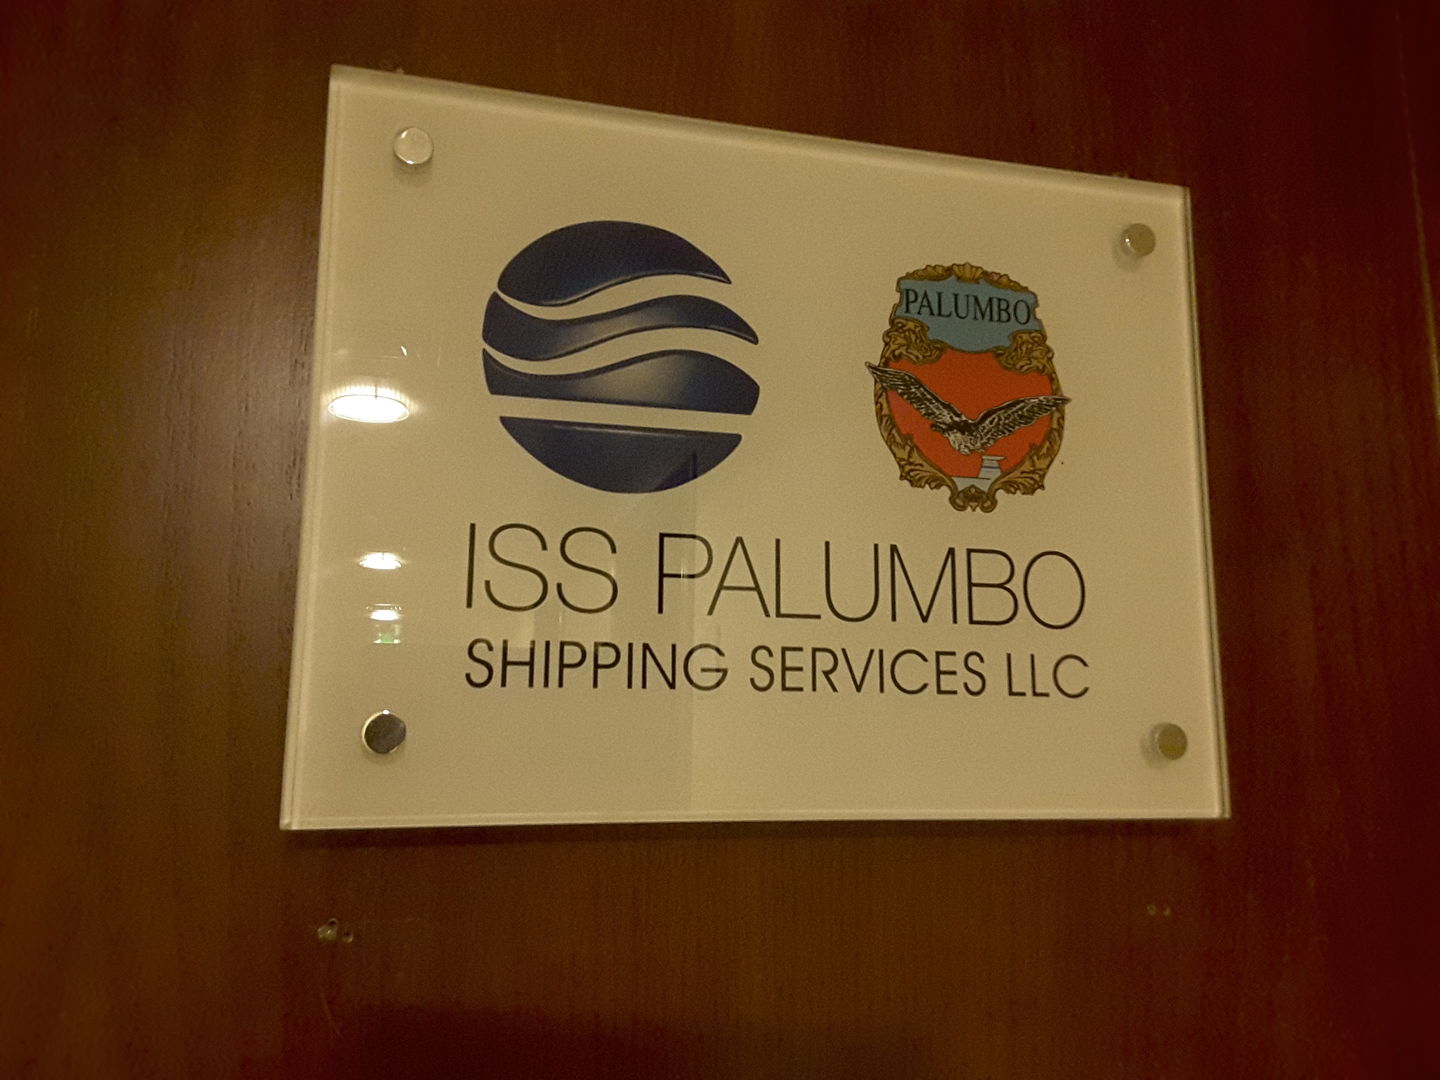 PALUMBO
ISS PALUMBO
SHIPPING SERVICES LLC